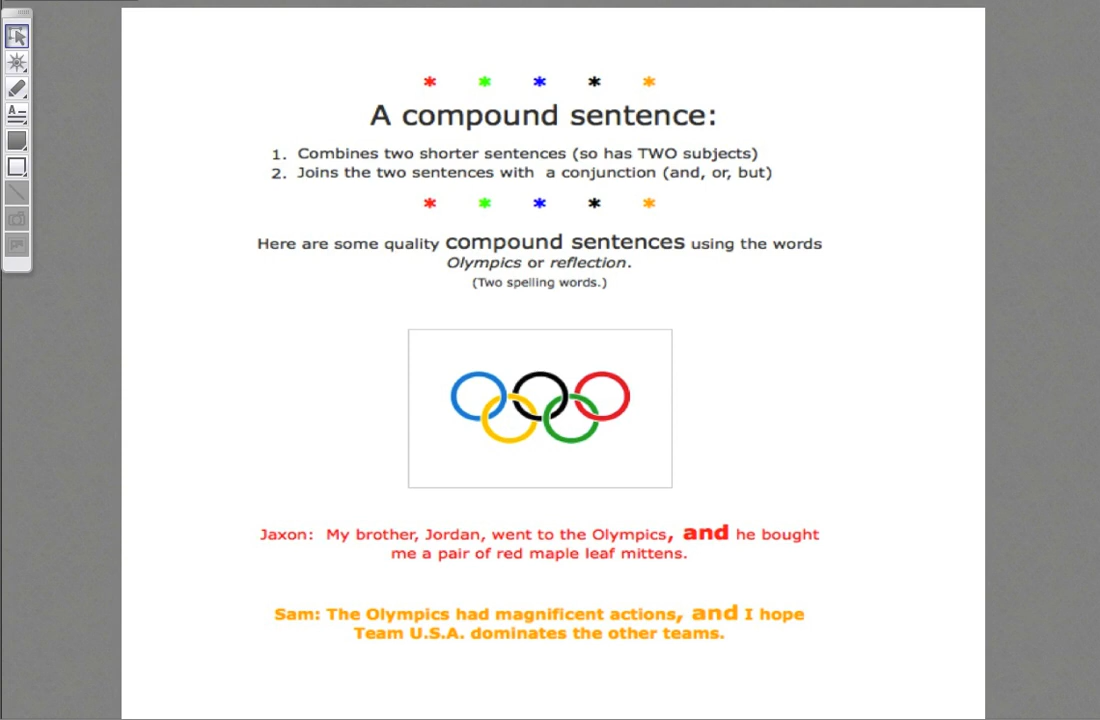 * * * * *
A compound sentence:
1. Combines two shorter sentences (so has TWO subjects)
2. Joins the two sentences with a conjunction (and, or, but)
* * * * *
Here are some quality compound sentences using the words
Olympics or reflection.
(Two spelling words.)
Jaxon: My brother, Jordan, went to the Olympics, and he bought
me a pair of red maple leaf mittens.
Sam: The Olympics had magnificent actions, and I hope
Team U.S.A. dominates the other teams.